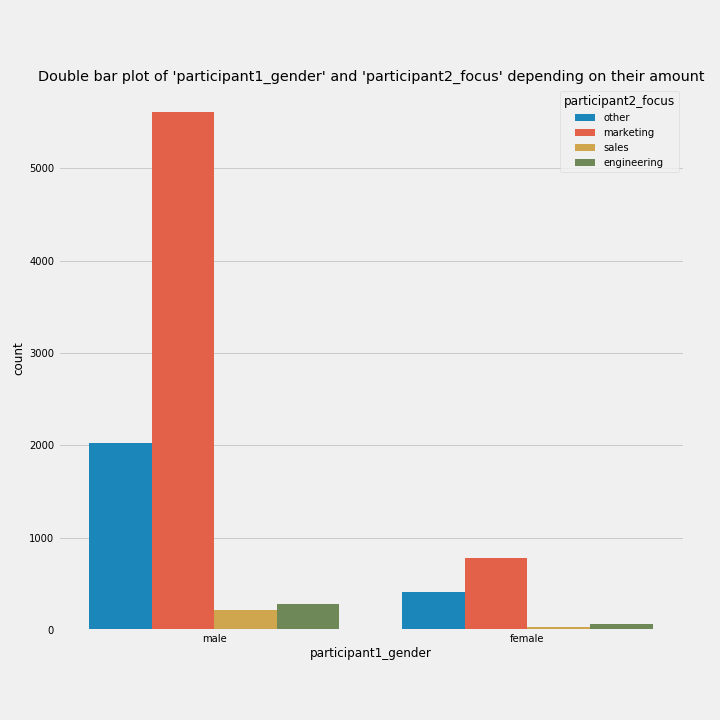 Double bar plot of 'participant1_gender' and 'participant2_focus' depending on their amount
participant2_focus
other
marketing
sales
engineering
5000
4000
3000
2000
1000
0
count
male
female
participant1_gender